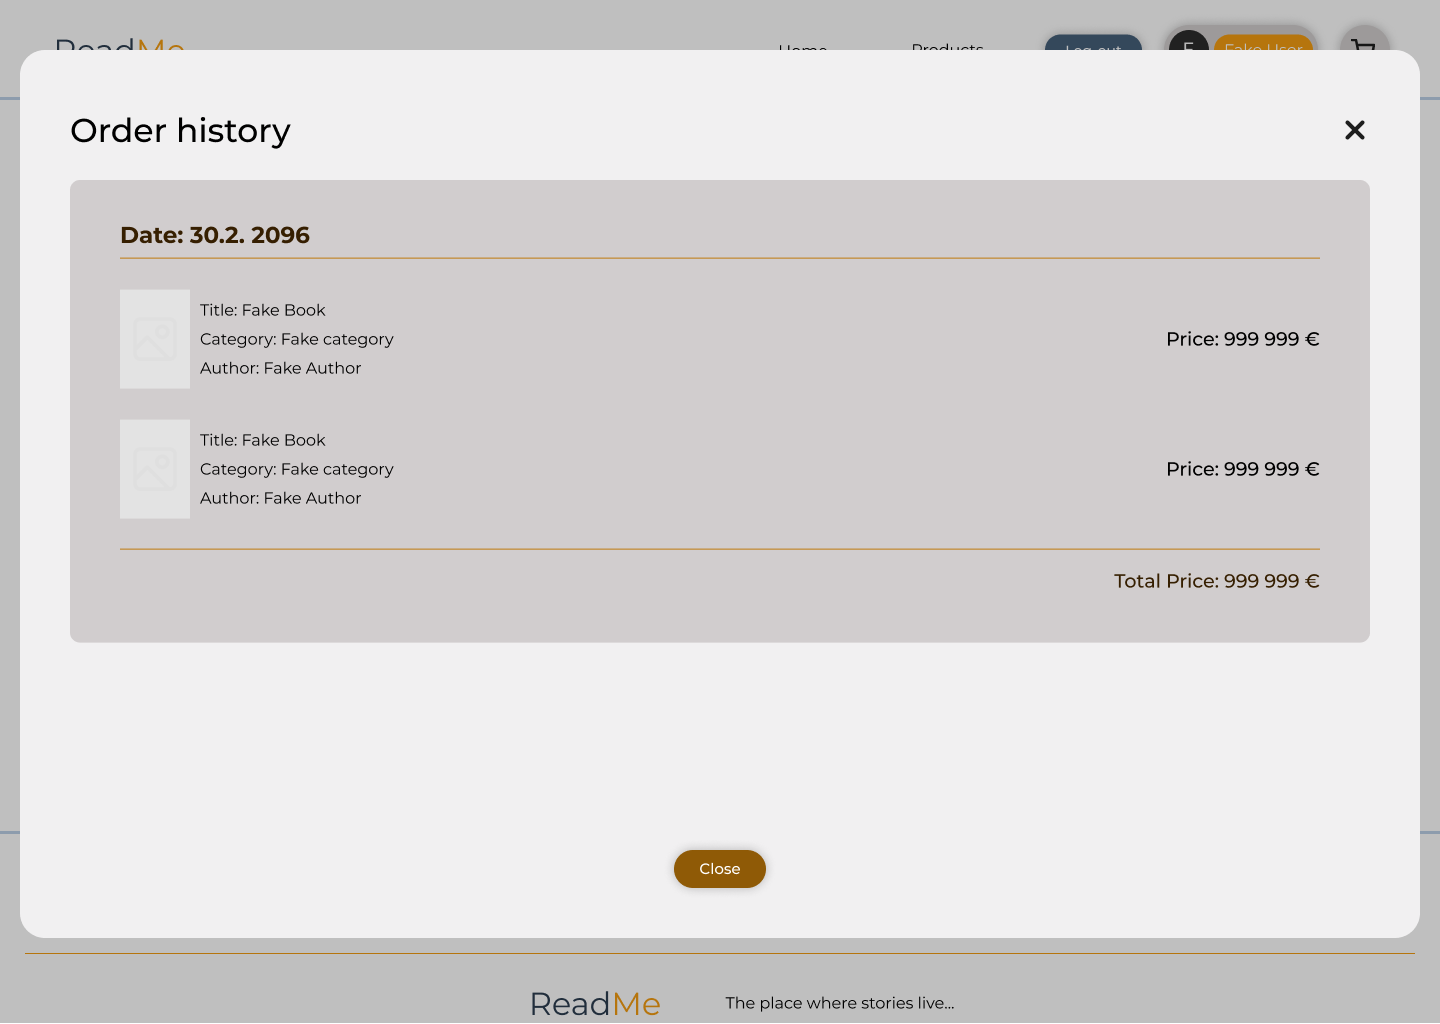 ReadMe
Home
Products
Log out
F
Fake User
Order history
Date: 30.2. 2096
Title: Fake Book
Category: Fake category
Author: Fake Author
Price: 999 999 €
Title: Fake Book
Category: Fake category
Author: Fake Author
Price: 999 999 €
Total Price: 999 999 €
Close
ReadMe
The place where stories live...